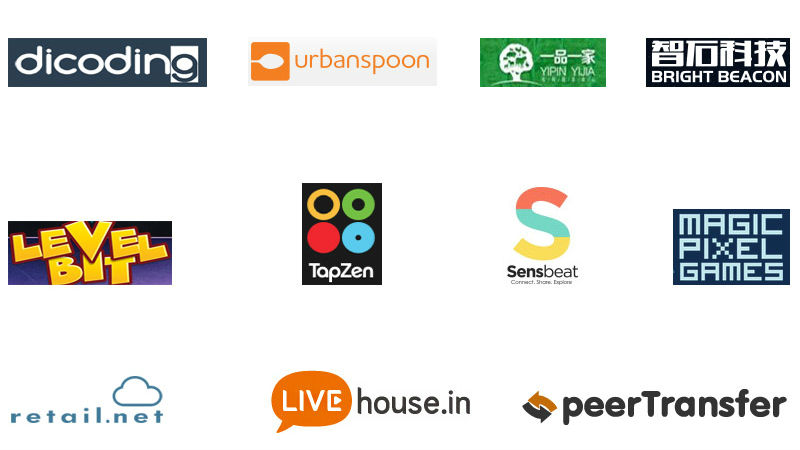 dicoding
urbanspoon
一品一家
YIPIN YIJIA
智石科技
BRIGHT BEACON
LEVEL
BIT
TapZen
Sensbeat
Connect. Share. Explore
MAGIC
PIXEL
GAMES
retail.net
LIVE house.in
peerTransfer